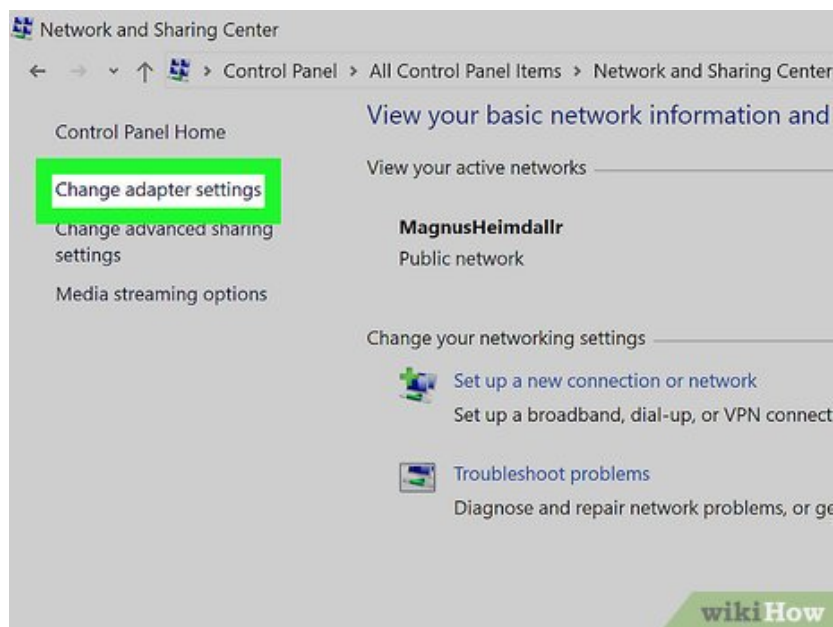 Network and Sharing Center
Control Panel > All Control Panel Items > Network and Sharing Center
Control Panel Home
Change adapter settings
Change advanced sharing
settings
Media streaming options
View your basic network information and
View your active networks
MagnusHeimdallr
Public network
Change your networking settings
Set up a new connection or network
Set up a broadband, dial-up, or VPN connect
Troubleshoot problems
Diagnose and repair network problems, or ge
wikiHow